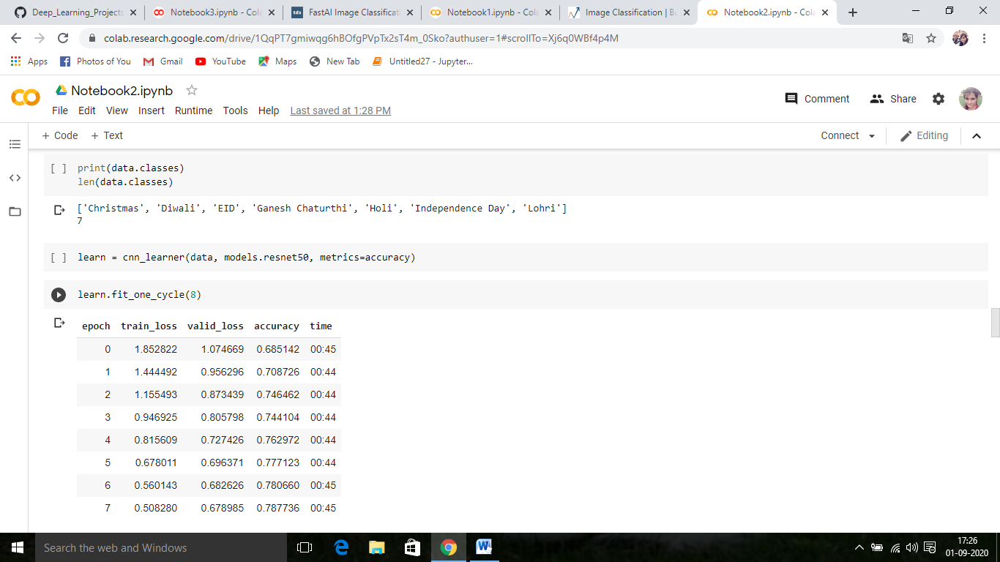 Deep_Learning_Projects
Notebook3.ipynb - Cola
tds FastAI Image Classificati
Notebook1.ipynb - Cola
Image Classification | Bu
Notebook2.ipynb - Cola
colab.research.google.com/drive/1QqPT7gmiwqg6hBOfgPVpTx2sT4m_0Sko?authuser=1#scrollTo=Xj6q0WBf4p4M
Apps Photos of You Gmail YouTube Maps New Tab Untitled27 - Jupyter...
Notebook2.ipynb
Comment Share
File Edit View Insert Runtime Tools Help Last saved at 1:28 PM
+ Code + Text Connect Editing
[ ] print(data.classes)
len(data.classes)
['Christmas', 'Diwali', 'EID', 'Ganesh Chaturthi', 'Holi', 'Independence Day', 'Lohri']
7
[ ] learn = cnn_learner(data, models.resnet50, metrics=accuracy)
learn.fit_one_cycle(8)
epoch train_loss valid_loss accuracy time
0 1.852822 1.074669 0.685142 00:45
1 1.444492 0.956296 0.708726 00:44
2 1.155493 0.873439 0.746462 00:44
3 0.946925 0.805798 0.744104 00:44
4 0.815609 0.727426 0.762972 00:44
5 0.678011 0.696371 0.777123 00:44
6 0.560143 0.682626 0.780660 00:45
7 0.508280 0.678985 0.787736 00:45
Search the web and Windows
17:26
01-09-2020